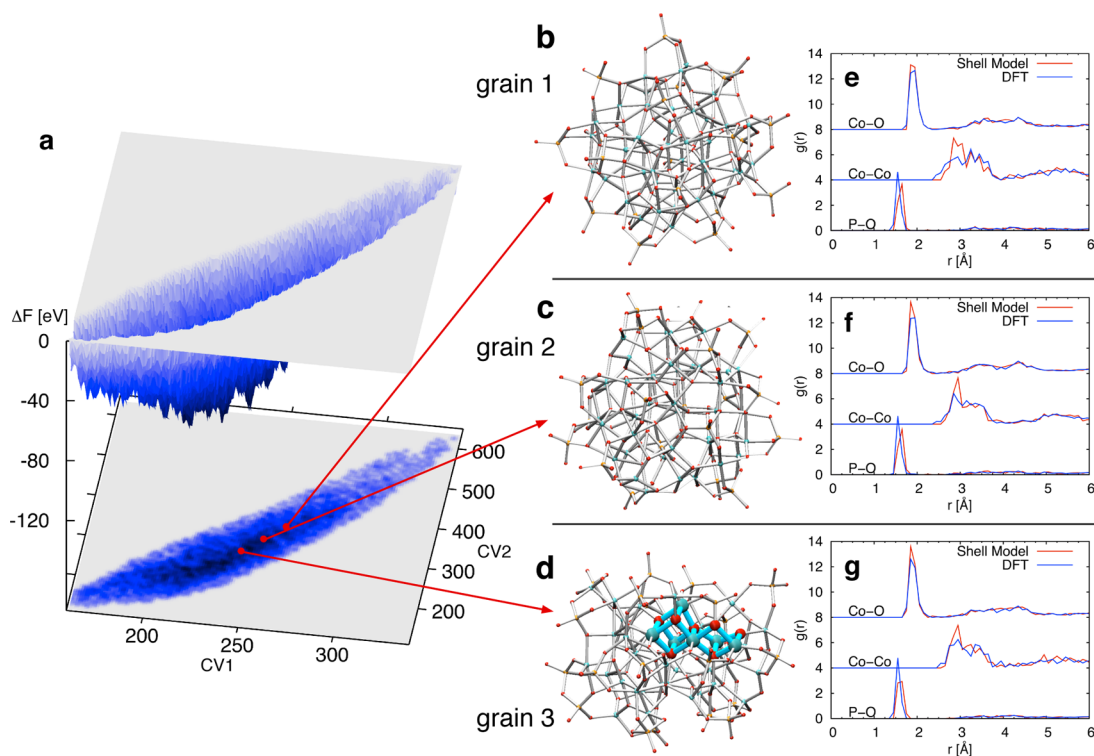 a
ΔF [eV]
0
-40
-80
-120
200
250
300
CV1
200
300
400
500
600
CV2
b
grain 1
e
14
12
10
8
6
4
2
0
g(r)
Shell Model
DFT
Co–O
Co–Co
P–O
0 1 2 3 4 5 6
r [Å]
c
grain 2
f
14
12
10
8
6
4
2
0
g(r)
Shell Model
DFT
Co–O
Co–Co
P–O
0 1 2 3 4 5 6
r [Å]
d
grain 3
g
14
12
10
8
6
4
2
0
g(r)
Shell Model
DFT
Co–O
Co–Co
P–O
0 1 2 3 4 5 6
r [Å]